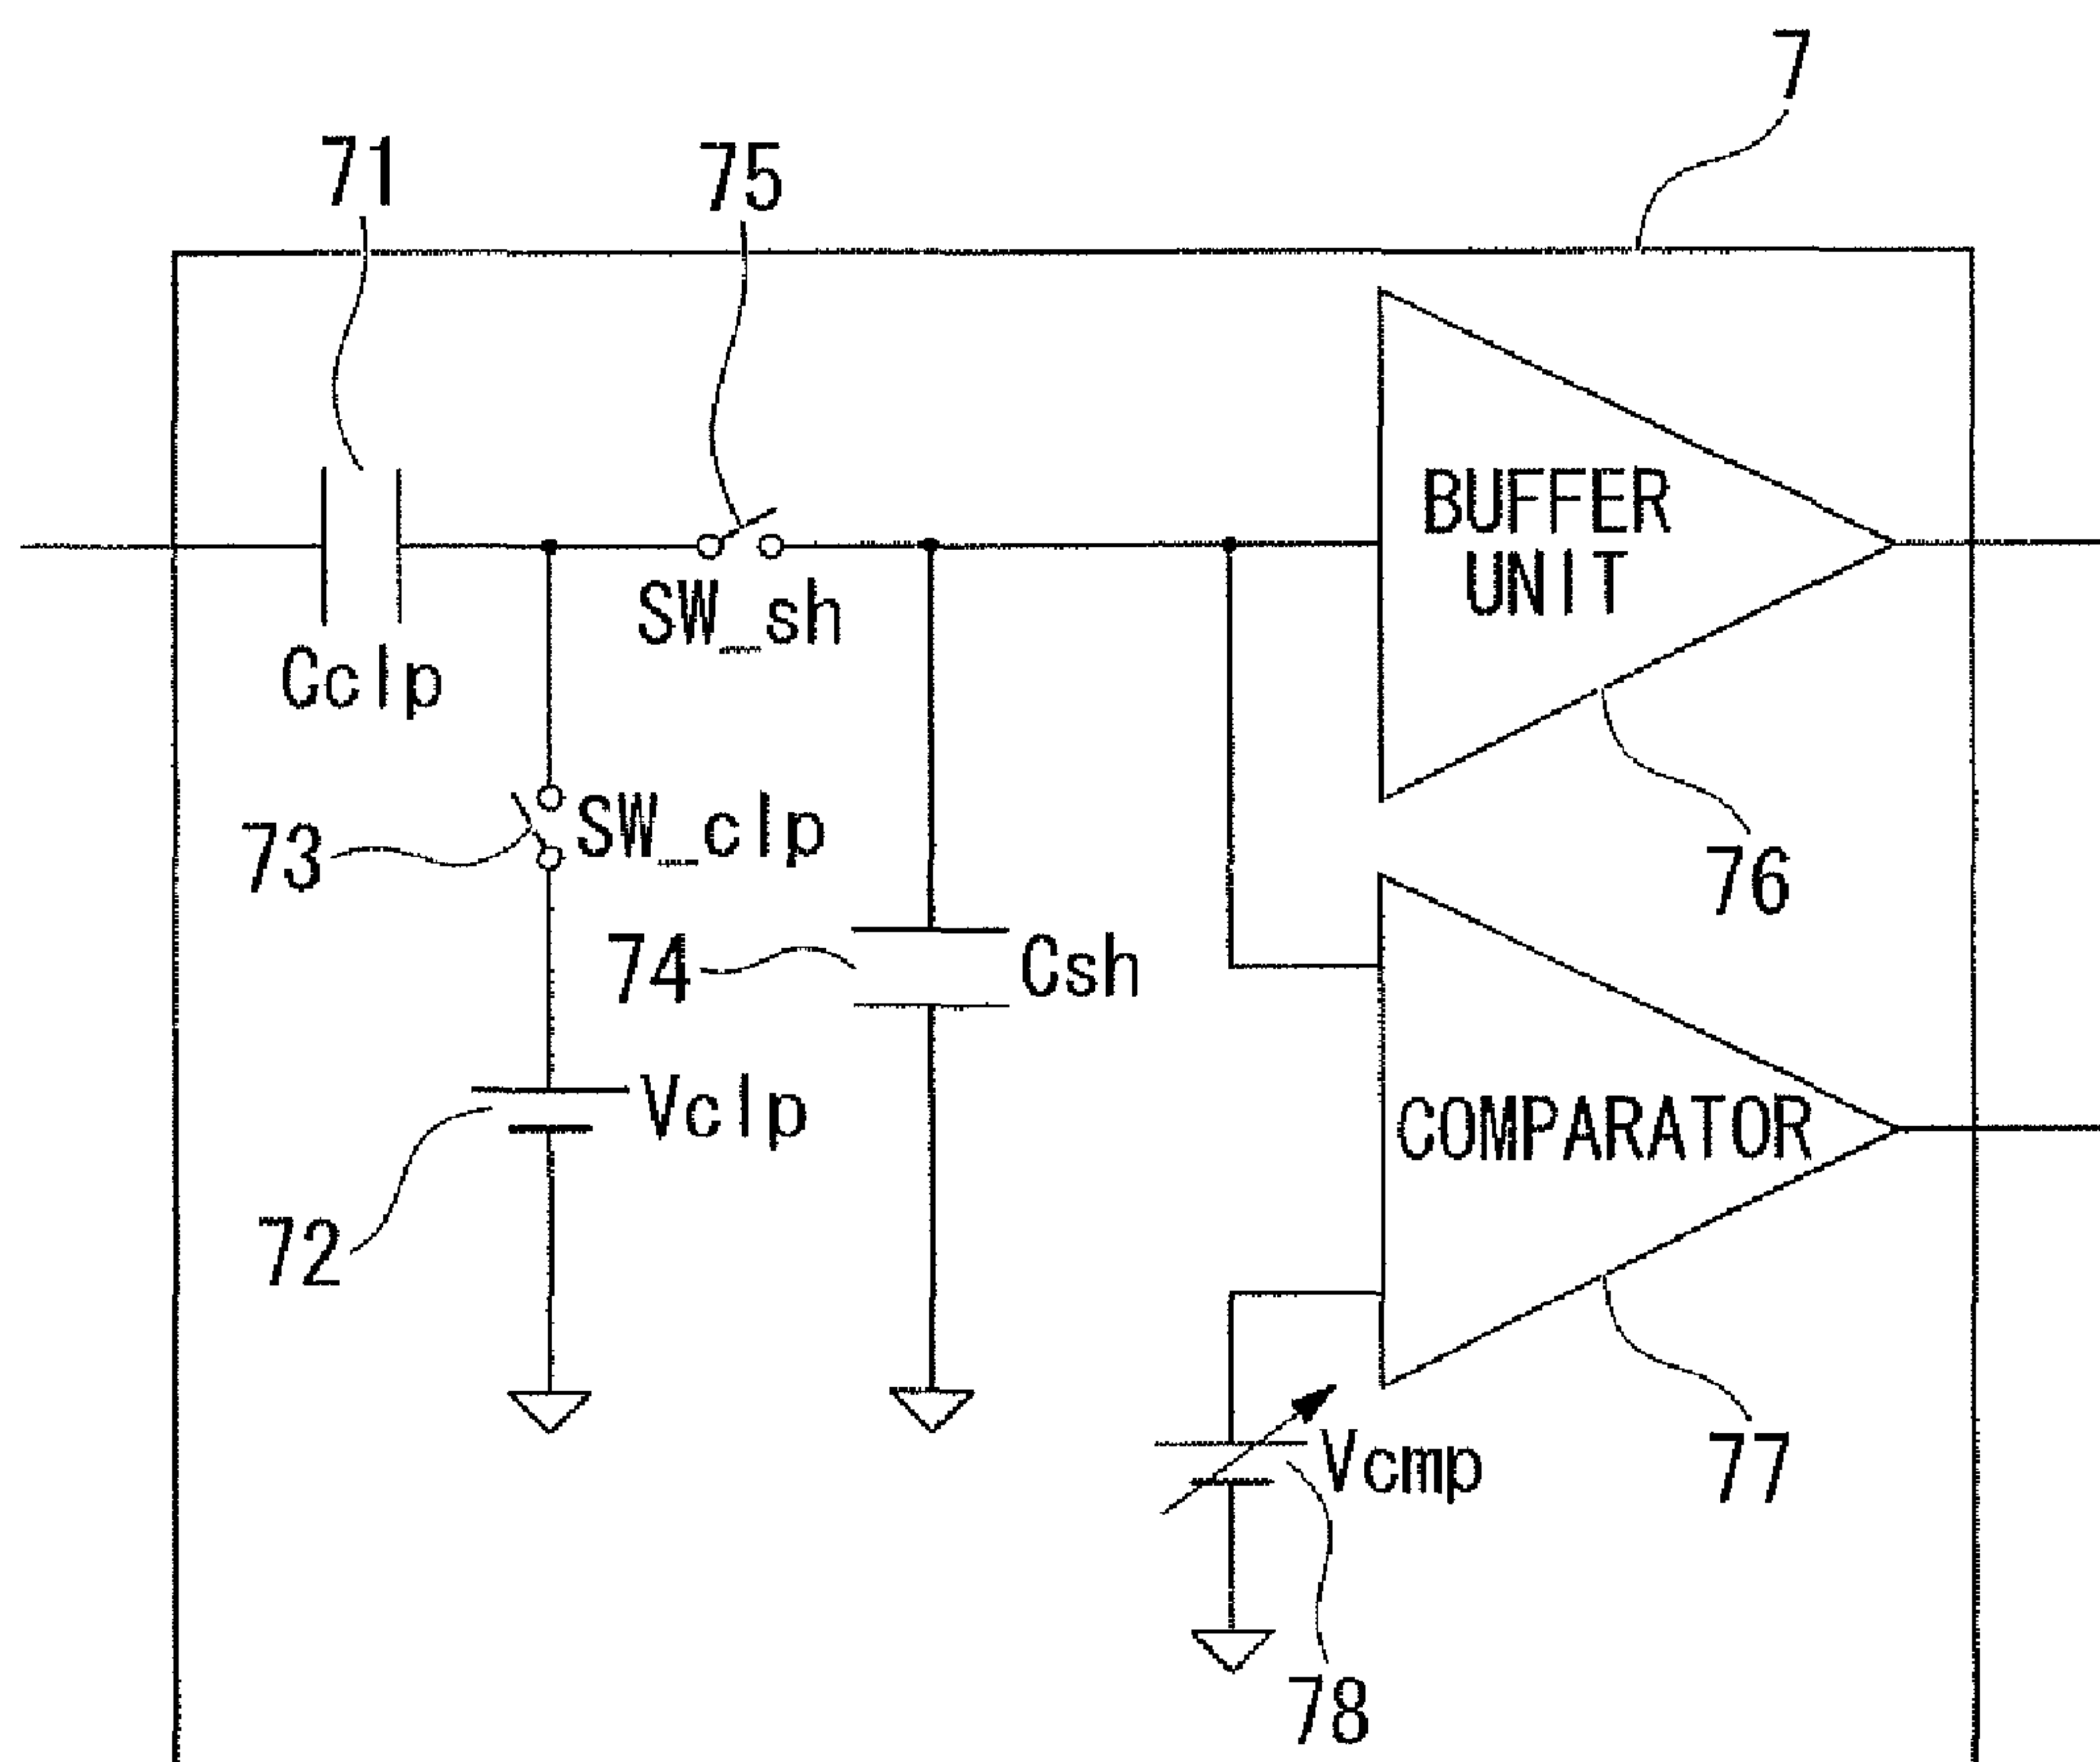 7
71
75
BUFFER
UNIT
SW_sh
Cclp
73
SW_clp
76
74
Csh
Vclp
COMPARATOR
72
Vcmp
77
78